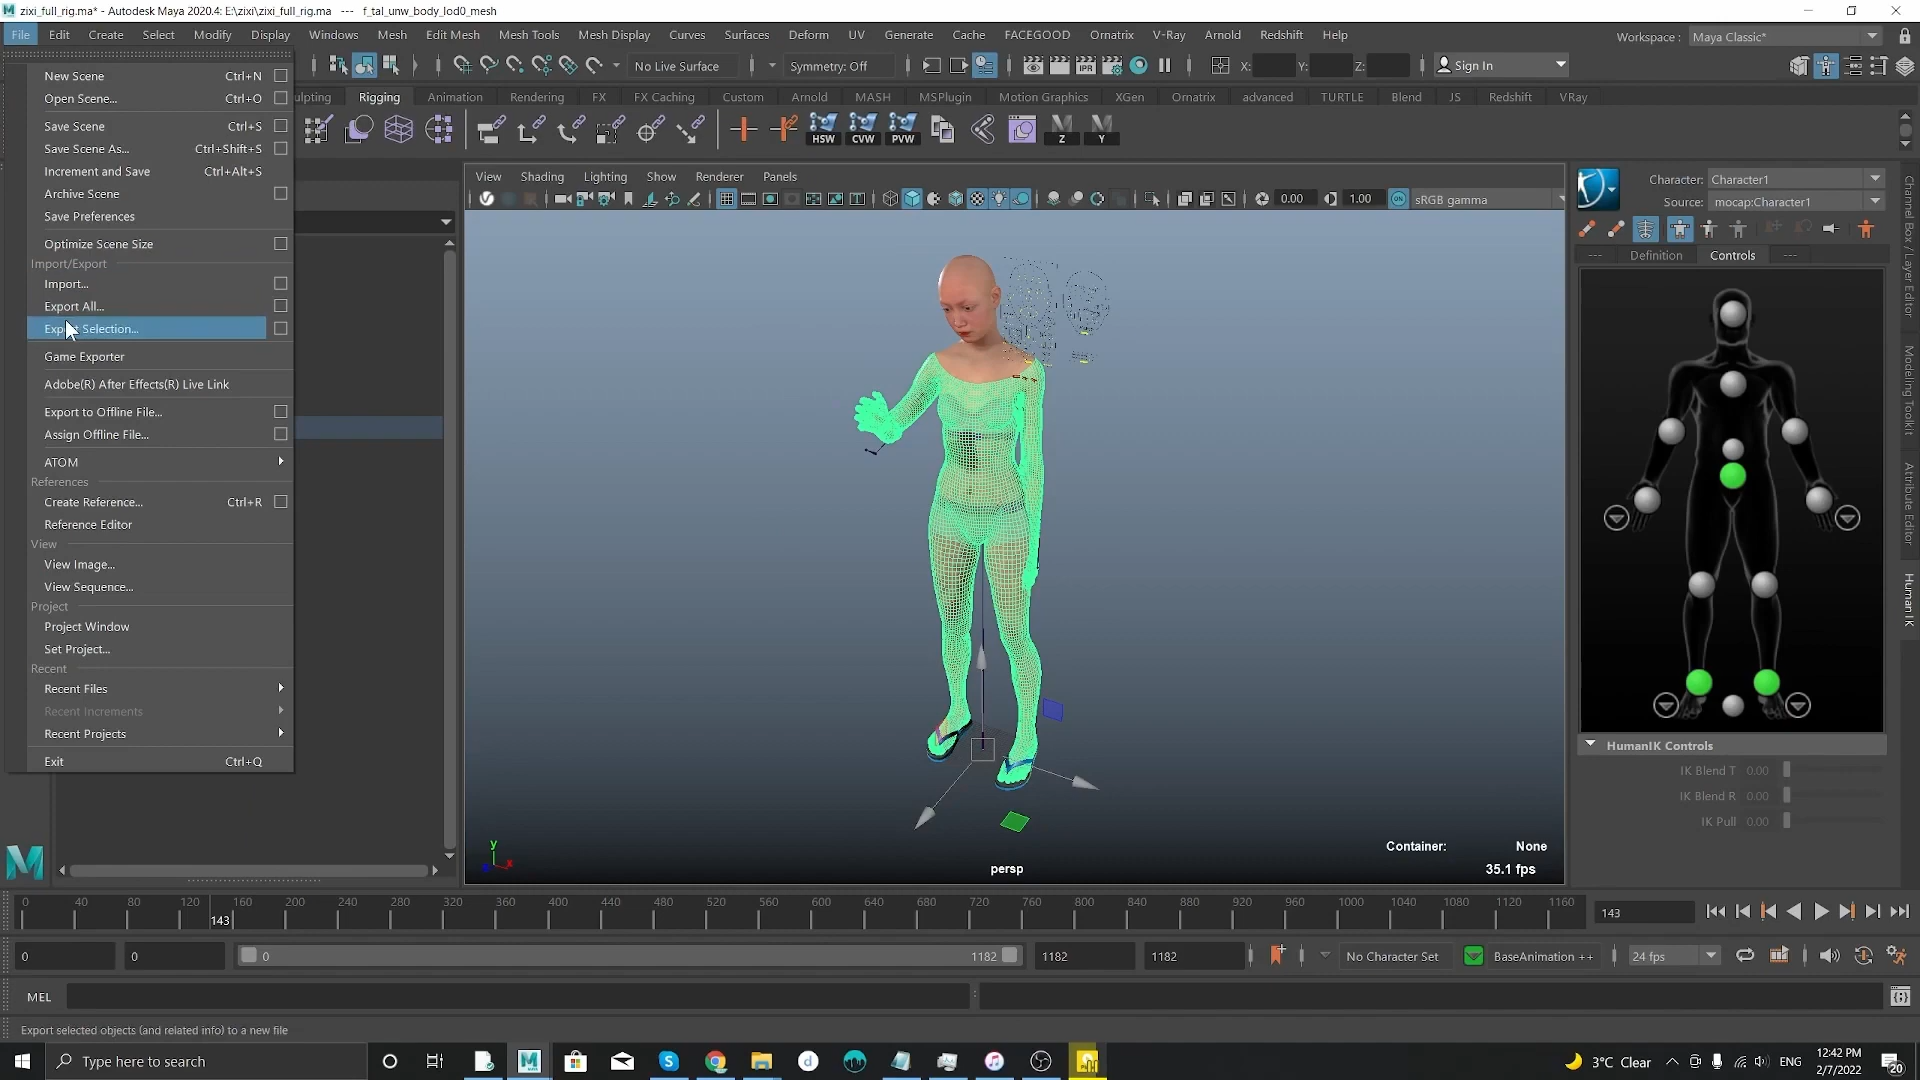 zixi_full_rig.ma* - Autodesk Maya 2020.4: E:\zixi\zixi_full_rig.ma   ---   f_tal_unw_body_lod0_mesh
File Edit Create Select Modify Display Windows Mesh Edit Mesh Mesh Tools Mesh Display Curves Surfaces Deform UV Generate Cache FACEGOOD Ornatrix V-Ray Arnold Redshift Help
Workspace : Maya Classic*
No Live Surface
Symmetry: Off
X: Y: Z:
Sign In
ulpting Rigging Animation Rendering FX FX Caching Custom Arnold MASH MSPlugin Motion Graphics XGen Ornatrix advanced TURTLE Blend JS Redshift VRay
HSW CVW PVW Z Y
New Scene Ctrl+N
Open Scene... Ctrl+O
Save Scene Ctrl+S
Save Scene As... Ctrl+Shift+S
Increment and Save Ctrl+Alt+S
Archive Scene
Save Preferences
Optimize Scene Size
Import/Export
Import...
Export All...
Export Selection...
Game Exporter
Adobe(R) After Effects(R) Live Link
Export to Offline File...
Assign Offline File...
ATOM
References
Create Reference... Ctrl+R
Reference Editor
View
View Image...
View Sequence...
Project
Project Window
Set Project...
Recent
Recent Files
Recent Increments
Recent Projects
Exit Ctrl+Q
View Shading Lighting Show Renderer Panels
0.00 1.00 ON sRGB gamma
Container: None
persp
35.1 fps
y
x
Character: Character1
Source: mocap:Character1
--- Definition Controls ---
HumanIK Controls
IK Blend T 0.00
IK Blend R 0.00
IK Pull 0.00
Channel Box / Layer Editor
Modeling Toolkit
Attribute Editor
Human IK
0 40 80 120 160 200 240 280 320 360 400 440 480 520 560 600 640 680 720 760 800 840 880 920 960 1000 1040 1080 1120 1160
143
143
0 0 0 1182 1182 1182
No Character Set
BaseAnimation ++
24 fps
MEL
Export selected objects (and related info) to a new file
Type here to search
3°C Clear
ENG
12:42 PM
2/7/2022
20